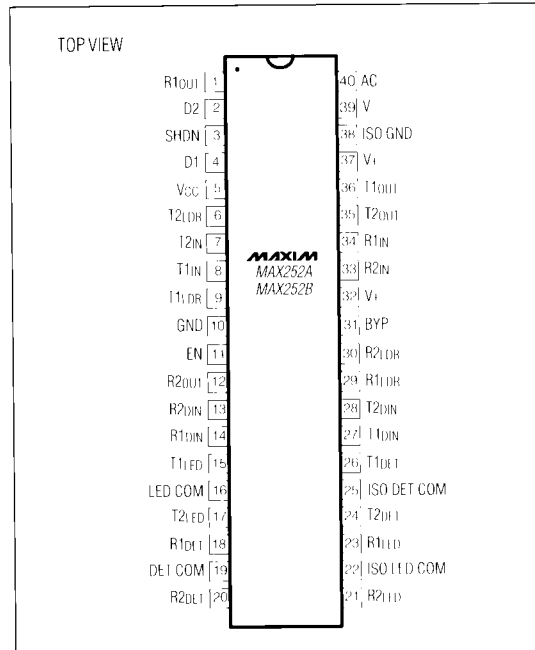 TOP VIEW
R1OUT 1
D2 2
SHDN 3
D1 4
VCC 5
T2LDR 6
T2IN 7
T1IN 8
T1LDR 9
GND 10
EN 11
R2OUT 12
R2DIN 13
R1DIN 14
T1LED 15
LED COM 16
T2LED 17
R1DET 18
DET COM 19
R2DET 20
MAXIM
MAX252A
MAX252B
40 AC
39 V
38 ISO GND
37 V+
36 T1OUT
35 T2OUT
34 R1IN
33 R2IN
32 V+
31 BYP
30 R2LDR
29 R1LDR
28 T2DIN
27 T1DIN
26 T1DET
25 ISO DET COM
24 T2DET
23 R1LED
22 ISO LED COM
21 R2LED